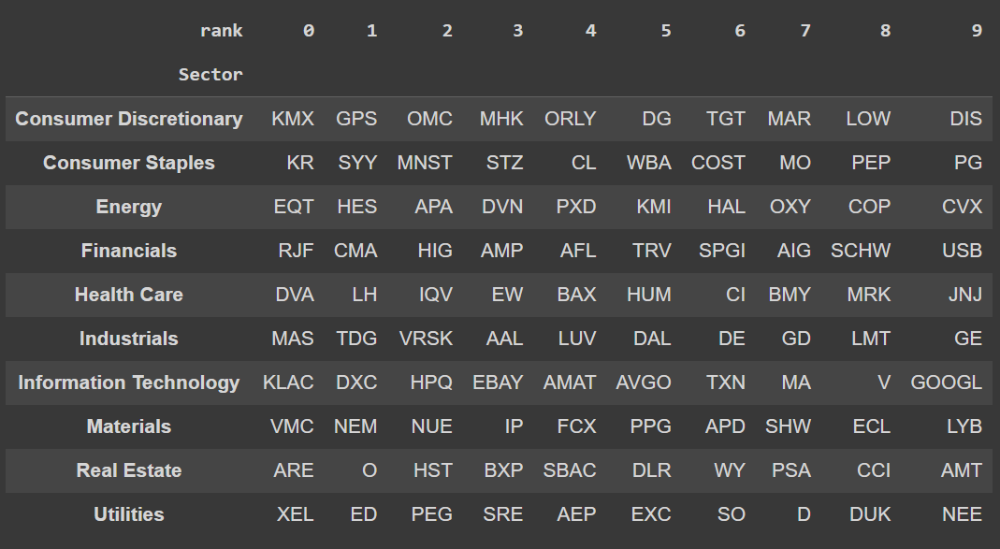 rank 0 1 2 3 4 5 6 7 8 9
Sector
Consumer Discretionary KMX GPS OMC MHK ORLY DG TGT MAR LOW DIS
Consumer Staples KR SYY MNST STZ CL WBA COST MO PEP PG
Energy EQT HES APA DVN PXD KMI HAL OXY COP CVX
Financials RJF CMA HIG AMP AFL TRV SPGI AIG SCHW USB
Health Care DVA LH IQV EW BAX HUM CI BMY MRK JNJ
Industrials MAS TDG VRSK AAL LUV DAL DE GD LMT GE
Information Technology KLAC DXC HPQ EBAY AMAT AVGO TXN MA V GOOGL
Materials VMC NEM NUE IP FCX PPG APD SHW ECL LYB
Real Estate ARE O HST BXP SBAC DLR WY PSA CCI AMT
Utilities XEL ED PEG SRE AEP EXC SO D DUK NEE